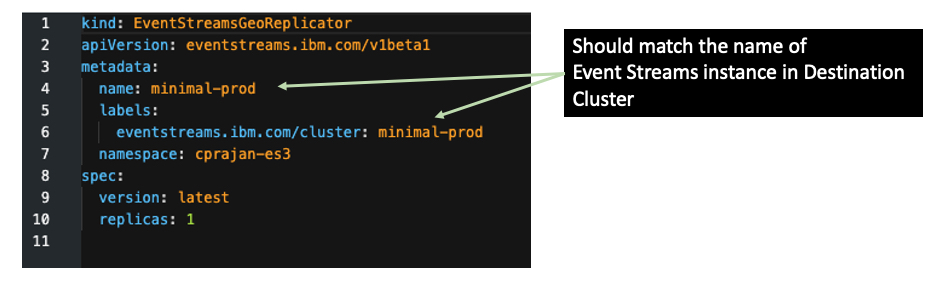 1 kind: EventStreamsGeoReplicator
2 apiVersion: eventstreams.ibm.com/v1beta1
3 metadata:
4   name: minimal-prod
5   labels:
6     eventstreams.ibm.com/cluster: minimal-prod
7   namespace: cprajan-es3
8 spec:
9   version: latest
10   replicas: 1
11
Should match the name of
Event Streams instance in Destination
Cluster